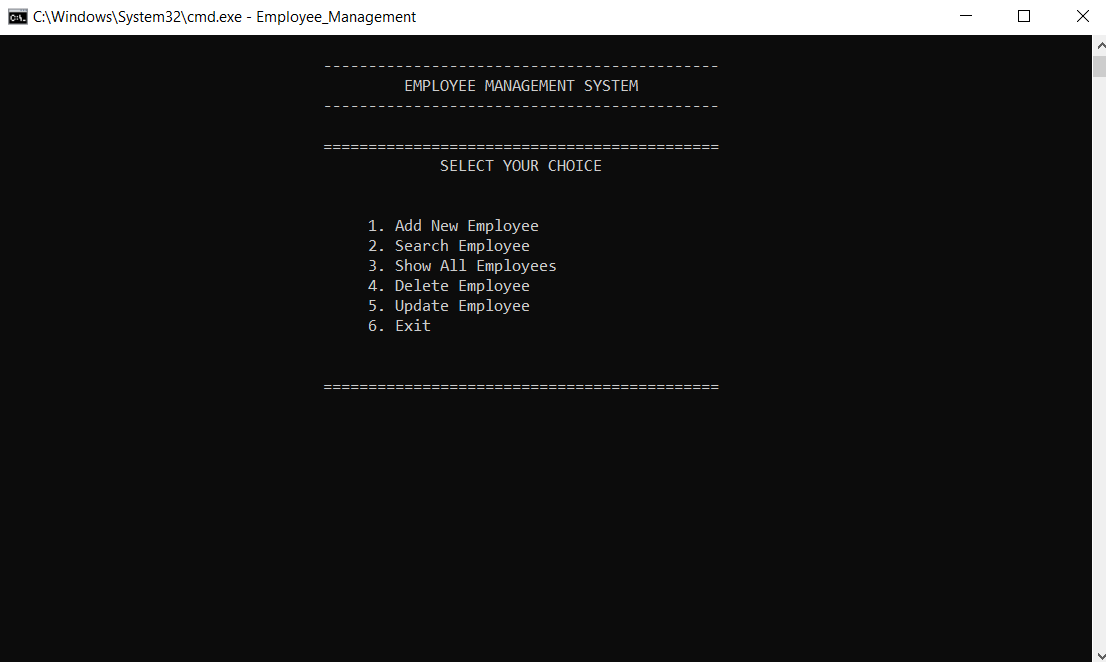 C:\Windows\System32\cmd.exe - Employee_Management
--------------------------------------------
EMPLOYEE MANAGEMENT SYSTEM
--------------------------------------------
============================================
SELECT YOUR CHOICE
1. Add New Employee
2. Search Employee
3. Show All Employees
4. Delete Employee
5. Update Employee
6. Exit
============================================